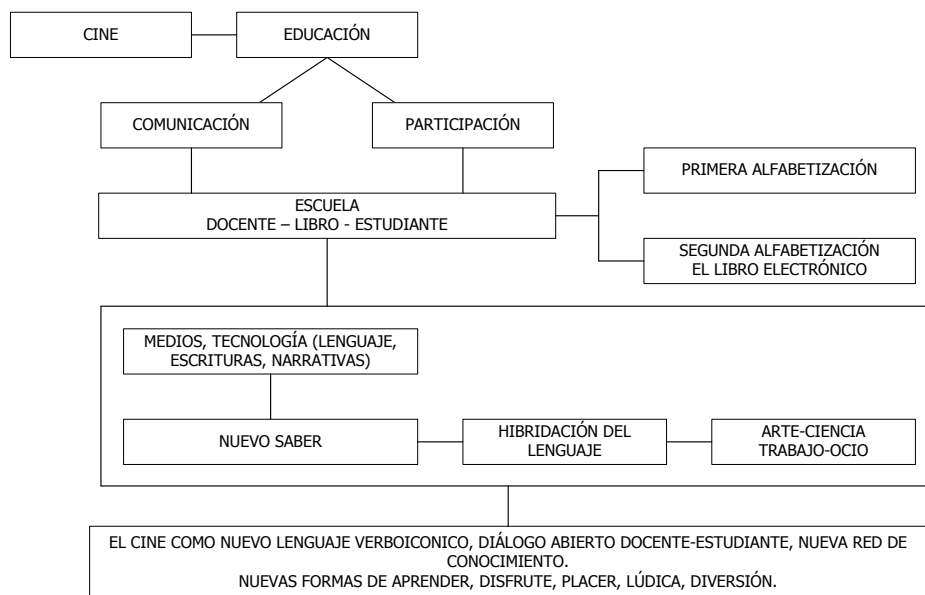 CINE
EDUCACIÓN
COMUNICACIÓN
PARTICIPACIÓN
PRIMERA ALFABETIZACIÓN
ESCUELA
DOCENTE – LIBRO - ESTUDIANTE
SEGUNDA ALFABETIZACIÓN
EL LIBRO ELECTRÓNICO
MEDIOS, TECNOLOGÍA (LENGUAJE,
ESCRITURAS, NARRATIVAS)
NUEVO SABER
HIBRIDACIÓN DEL
LENGUAJE
ARTE-CIENCIA
TRABAJO-OCIO
EL CINE COMO NUEVO LENGUAJE VERBOICONICO, DIÁLOGO ABIERTO DOCENTE-ESTUDIANTE, NUEVA RED DE
CONOCIMIENTO.
NUEVAS FORMAS DE APRENDER, DISFRUTE, PLACER, LÚDICA, DIVERSIÓN.